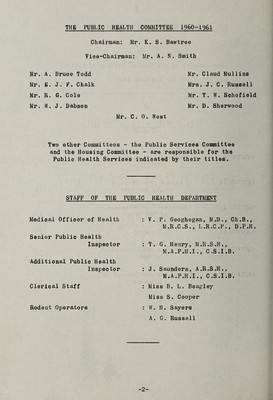 THE PUBLIC HEALTH COMMITTEE 1960-1961
Chairman: Mr. K. S. Bawtree
Vice-Chairman: Mr. A. N. Smith
Mr. A. Bruce Todd Mr. Claud Mullins
Mr. E. J. F. Chalk Mrs. J. C. Russell
Mr. R. G. Cole Mr. T. W. Schofield
Mr. W. J. Dabson Mr. D. Sherwood
Mr. C. O. West
Two other Committees - the Public Services Committee
and the Housing Committee - are responsible for the
Public Health Services indicated by their titles.
STAFF OF THE PUBLIC HEALTH DEPARTMENT
Medical Officer of Health : V. P. Geoghegan, M.D., Ch.B.,
M.R.C.S., L.R.C.P., D.P.H.
Senior Public Health
Inspector : T. G. Henry, M.R.S.H.,
M.A.P.H.I., C.S.I.B.
Additional Public Health
Inspector : J. Saunders, A.R.S.H.,
M.A.P.H.I., C.S.I.B.
Clerical Staff : Miss B. L. Beagley
Miss S. Cooper
Rodent Operators : W. H. Sayers
A. G. Russell
-2-